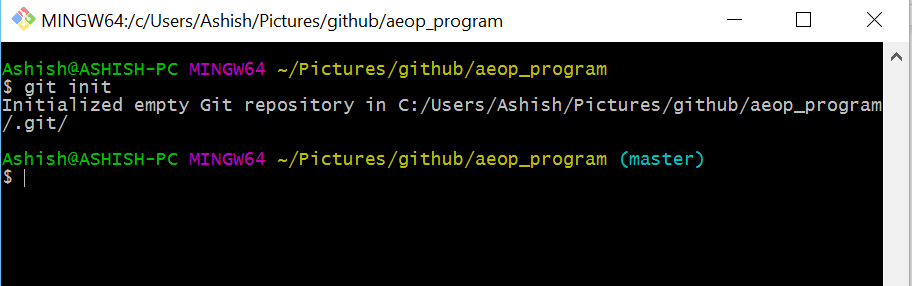 MINGW64:/c/Users/Ashish/Pictures/github/aeop_program
Ashish@ASHISH-PC MINGW64 ~/Pictures/github/aeop_program
$ git init
Initialized empty Git repository in C:/Users/Ashish/Pictures/github/aeop_program
/.git/
Ashish@ASHISH-PC MINGW64 ~/Pictures/github/aeop_program (master)
$